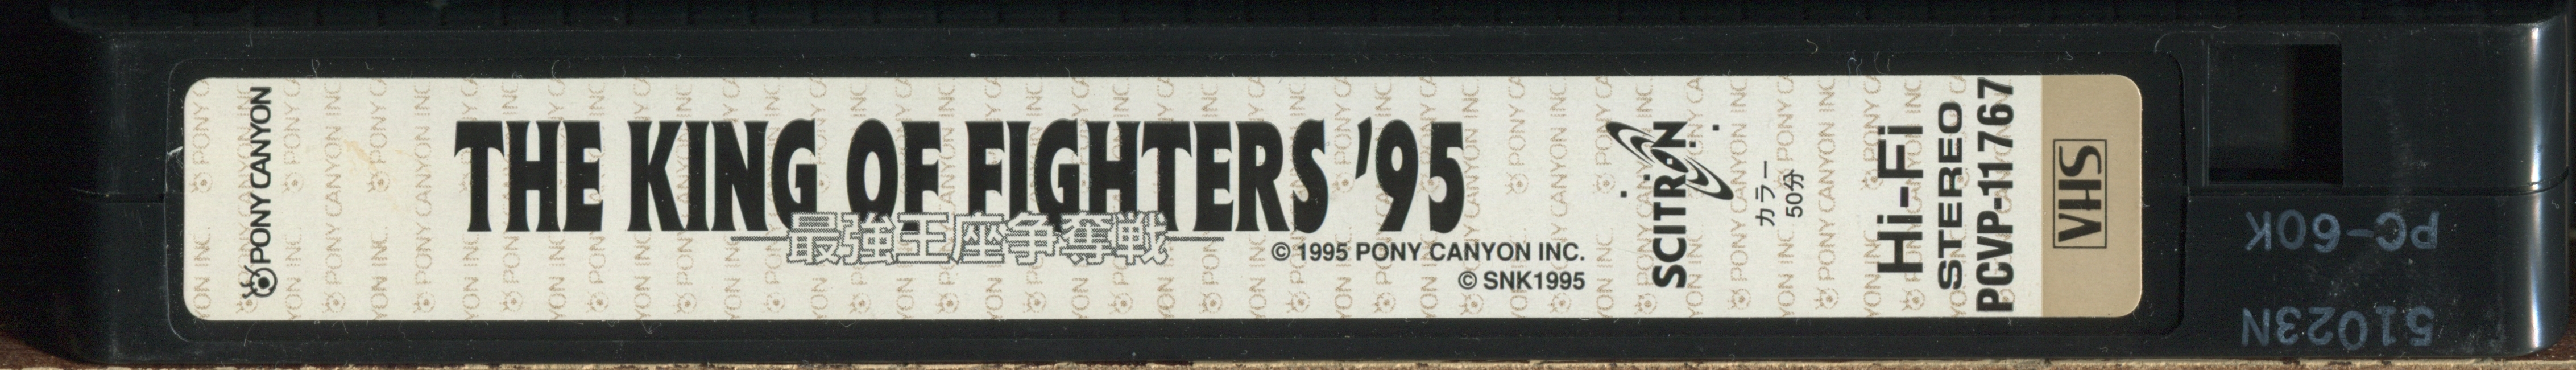 PONY CANYON
THE KING OF FIGHTERS '95
最強王座争奪戦
© 1995 PONY CANYON INC.
© SNK1995
SCITRON
カラー
50分
Hi-Fi
STEREO
PCVP-11767
VHS
PC-60K
51023N